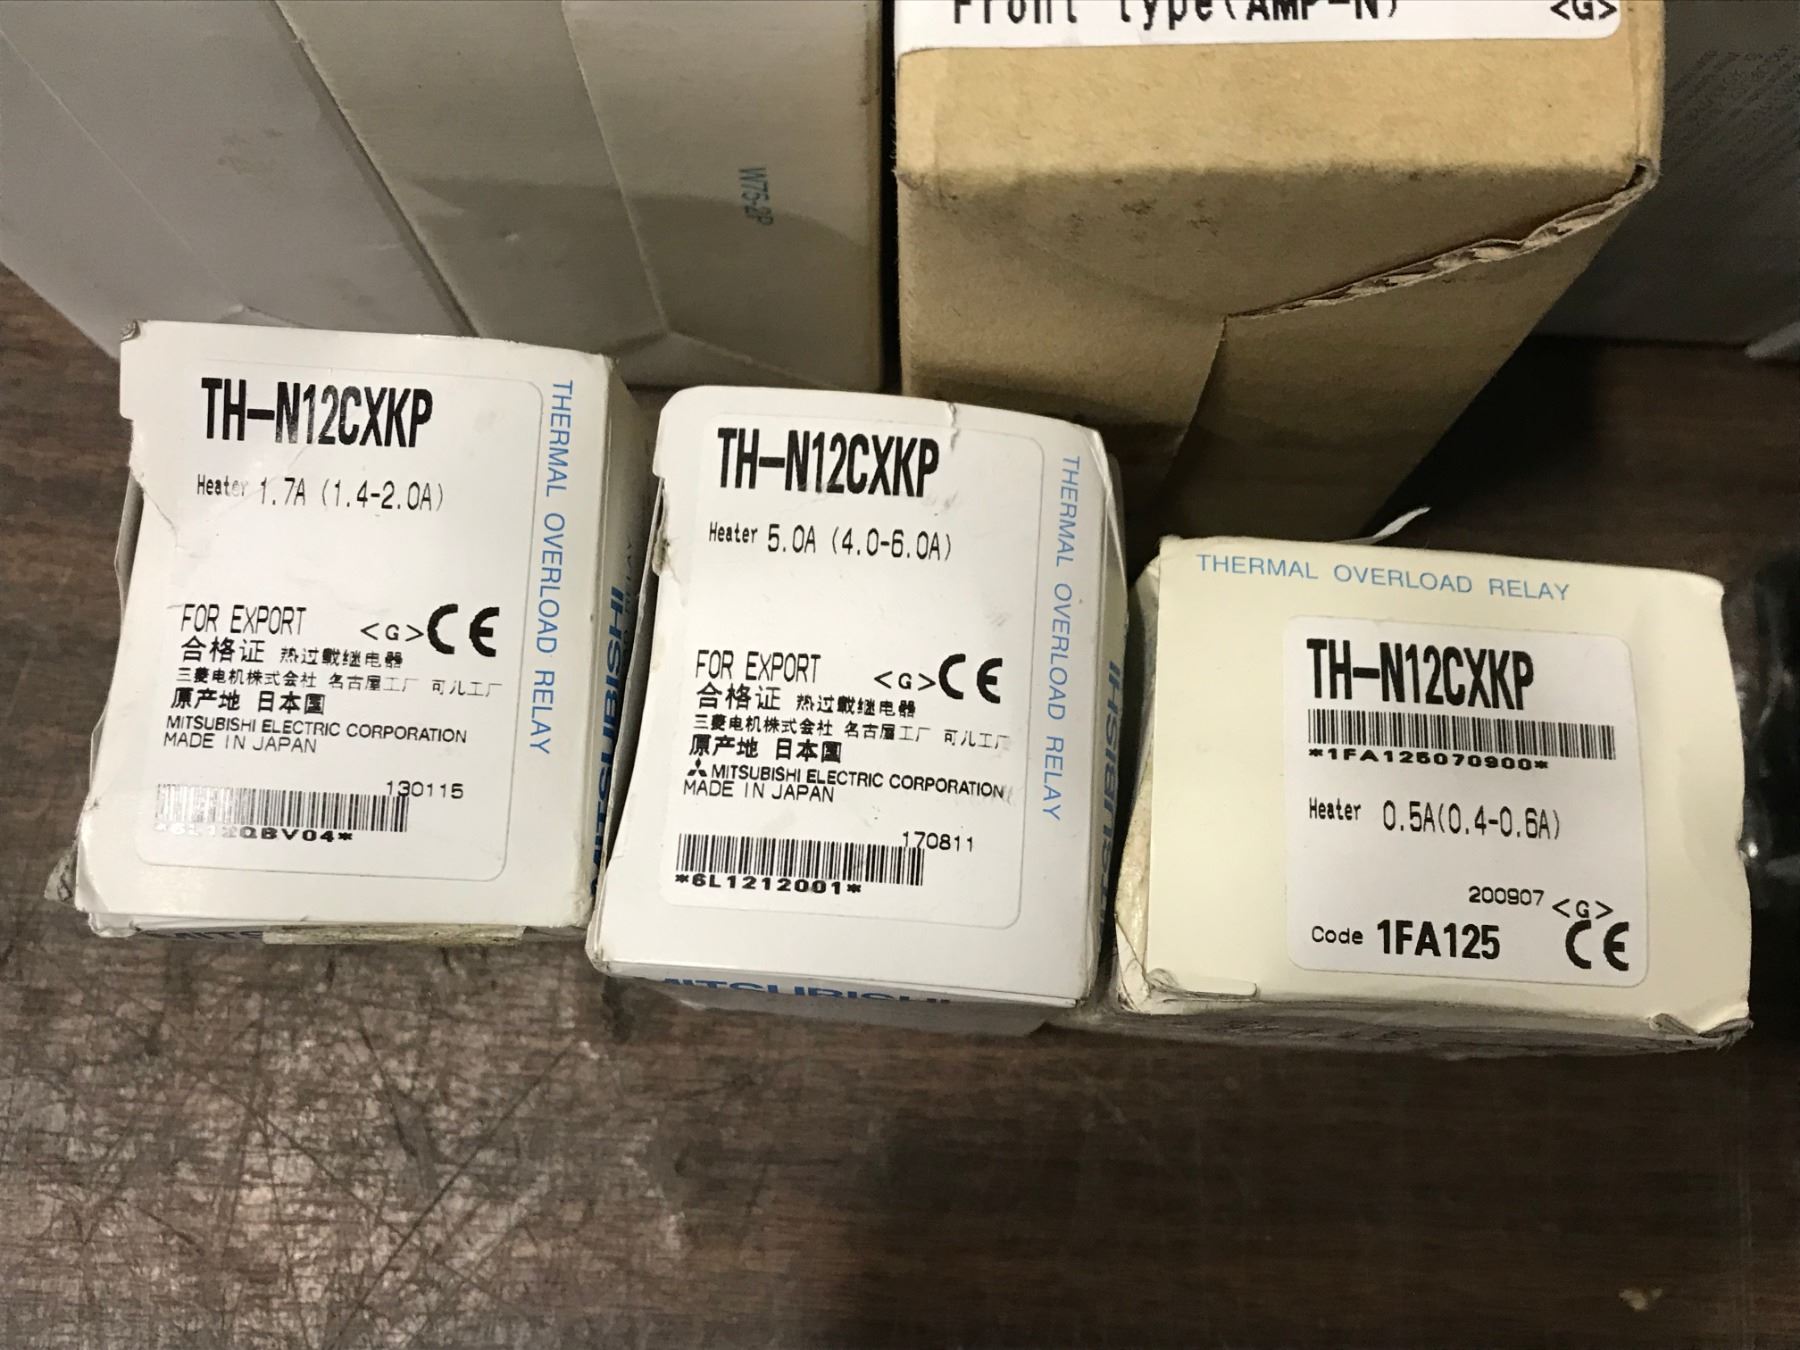 Front type(AMP-N)
<G>
W75-2P
TH-N12CXKP
Heater 1.7A (1.4-2.0A)
FOR EXPORT <G> CE
合格证 热过载继电器
三菱电机株式会社 名古屋工厂 可儿工厂
原产地 日本国
MITSUBISHI ELECTRIC CORPORATION
MADE IN JAPAN
130115
THERMAL OVERLOAD RELAY
MITSUBISHI
TH-N12CXKP
Heater 5.0A (4.0-6.0A)
FOR EXPORT <G> CE
合格证 热过载继电器
三菱电机株式会社 名古屋工厂 可儿工厂
原产地 日本国
MITSUBISHI ELECTRIC CORPORATION
MADE IN JAPAN
170811
*6L1212001*
THERMAL OVERLOAD RELAY
MITSUBISHI
MITSUBISHI
THERMAL OVERLOAD RELAY
TH-N12CXKP
*1FA125070900*
Heater 0.5A(0.4-0.6A)
200907 <G>
Code 1FA125 CE